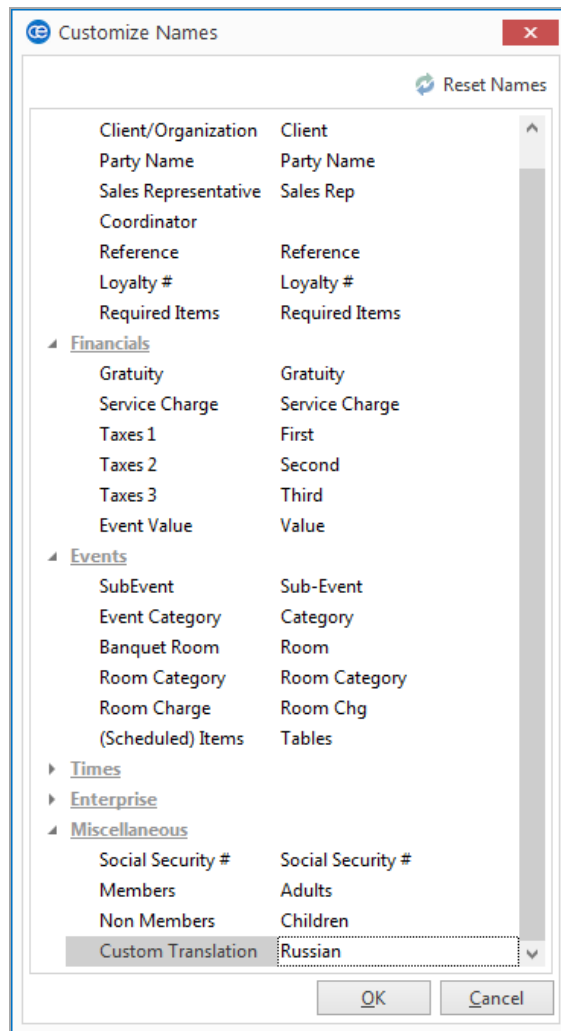 Customize Names
Reset Names
Client/Organization Client
Party Name Party Name
Sales Representative Sales Rep
Coordinator
Reference Reference
Loyalty # Loyalty #
Required Items Required Items
Financials
Gratuity Gratuity
Service Charge Service Charge
Taxes 1 First
Taxes 2 Second
Taxes 3 Third
Event Value Value
Events
SubEvent Sub-Event
Event Category Category
Banquet Room Room
Room Category Room Category
Room Charge Room Chg
(Scheduled) Items Tables
Times
Enterprise
Miscellaneous
Social Security # Social Security #
Members Adults
Non Members Children
Custom Translation Russian
OK Cancel